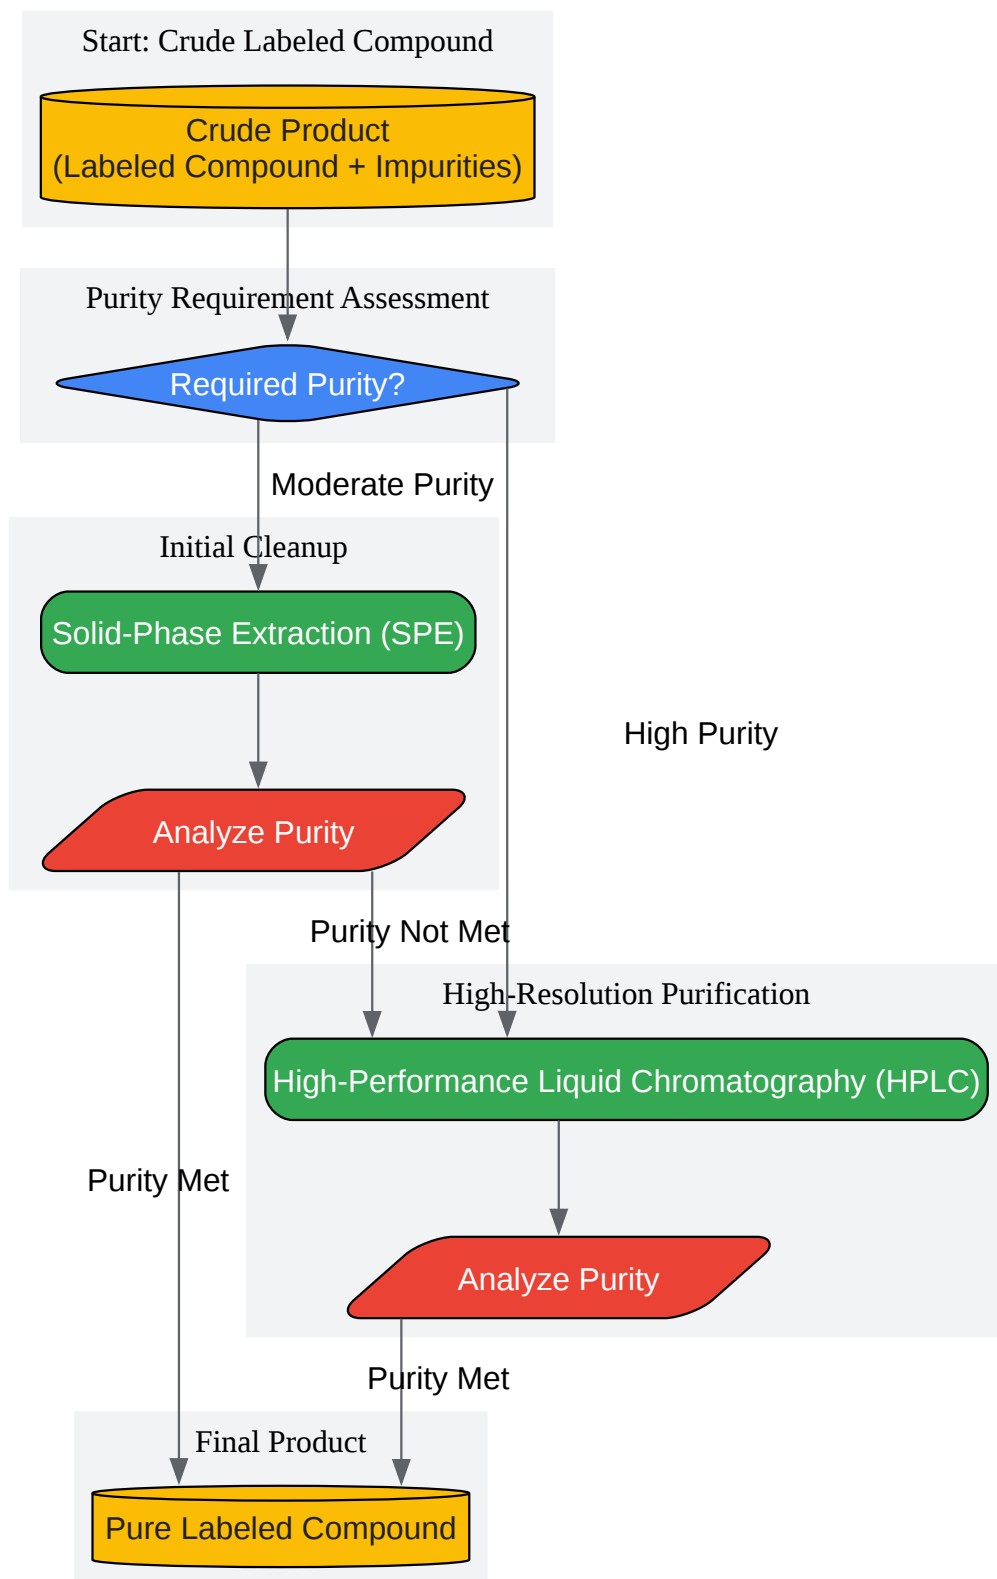 Start: Crude Labeled Compound
Crude Product
(Labeled Compound + Impurities)
Purity Requirement Assessment
Required Purity?
Moderate Purity
Initial Cleanup
Solid-Phase Extraction (SPE)
High Purity
Analyze Purity
Purity Not Met
High-Resolution Purification
High-Performance Liquid Chromatography (HPLC)
Purity Met
Analyze Purity
Purity Met
Final Product
Pure Labeled Compound